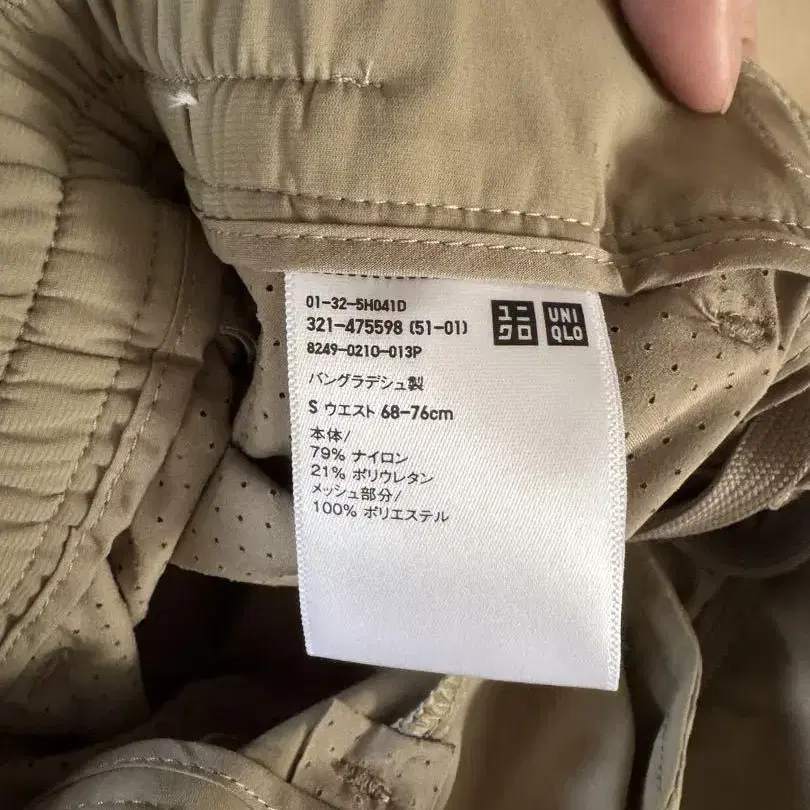 01-32-5H041D
321-475598 (51-01)
8249-0210-013P
ユニ
クロ
UNI
QLO
バングラデシュ製
S ウエスト 68-76cm
本体/
79% ナイロン
21% ポリウレタン
メッシュ部分/
100% ポリエステル